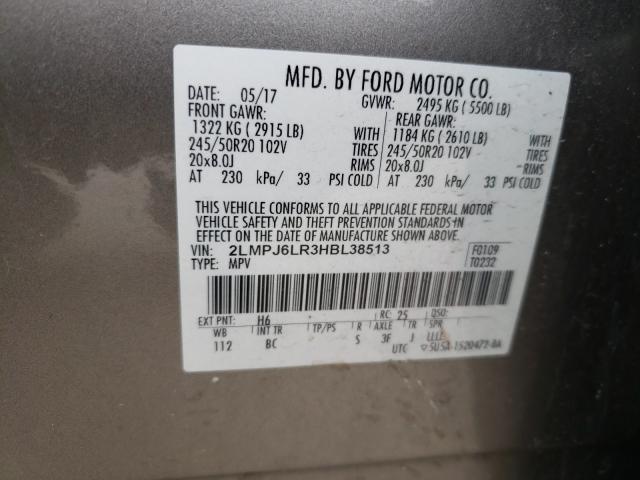 MFD. BY FORD MOTOR CO.
DATE: 05/17 GVWR: 2495 KG ( 5500 LB)
FRONT GAWR: REAR GAWR:
1322 KG ( 2915 LB) WITH 1184 KG ( 2610 LB) WITH
245/50R20 102V TIRES 245/50R20 102V TIRES
20x8.0J RIMS 20x8.0J RIMS
AT 230 kPa/ 33 PSI COLD AT 230 kPa/ 33 PSI COLD
THIS VEHICLE CONFORMS TO ALL APPLICABLE FEDERAL MOTOR
VEHICLE SAFETY AND THEFT PREVENTION STANDARDS IN
EFFECT ON THE DATE OF MANUFACTURE SHOWN ABOVE.
VIN: 2LMPJ6LR3HBL38513 F0109
TYPE: MPV T0232
EXT PNT: H6 RC: 25 DSO:
WB INT TR TP/PS R AXLE TR SPR
112 BC S 3F J LLLL
UTC